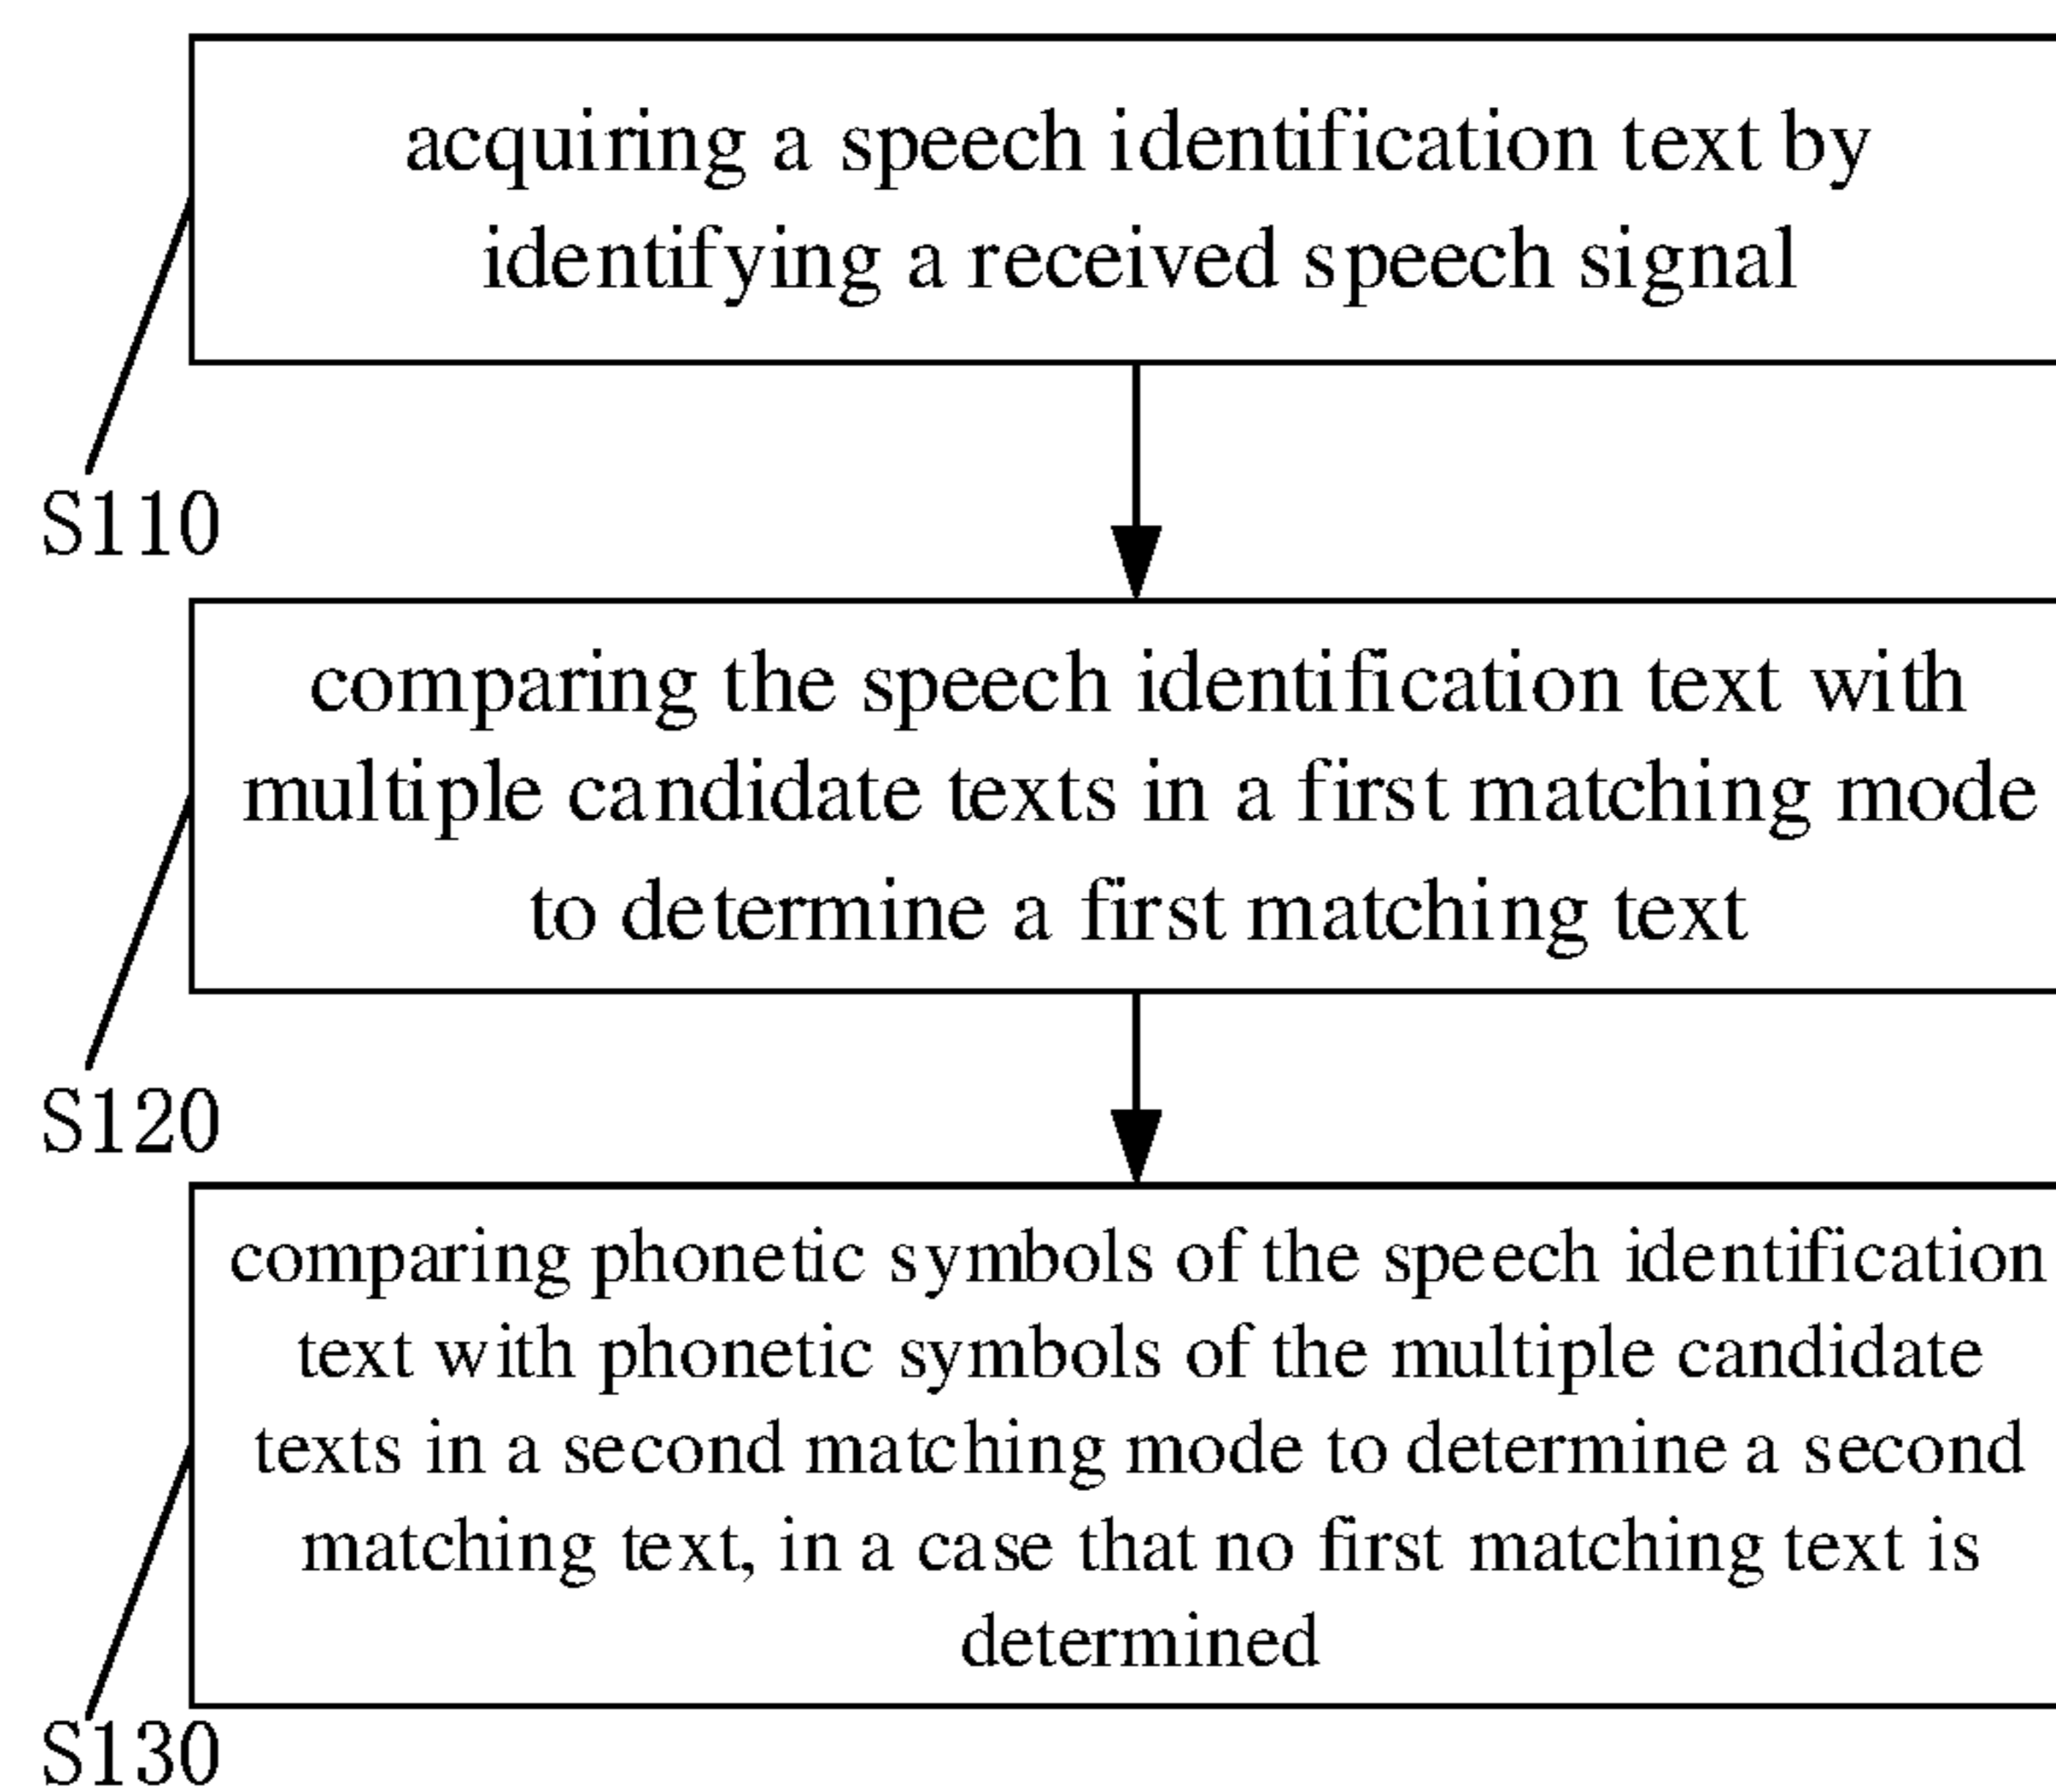 acquiring a speech identification text by
identifying a received speech signal
S110
comparing the speech identification text with
multiple candidate texts in a first matching mode
to determine a first matching text
S120
comparing phonetic symbols of the speech identification
text with phonetic symbols of the multiple candidate
texts in a second matching mode to determine a second
matching text, in a case that no first matching text is
determined
S130